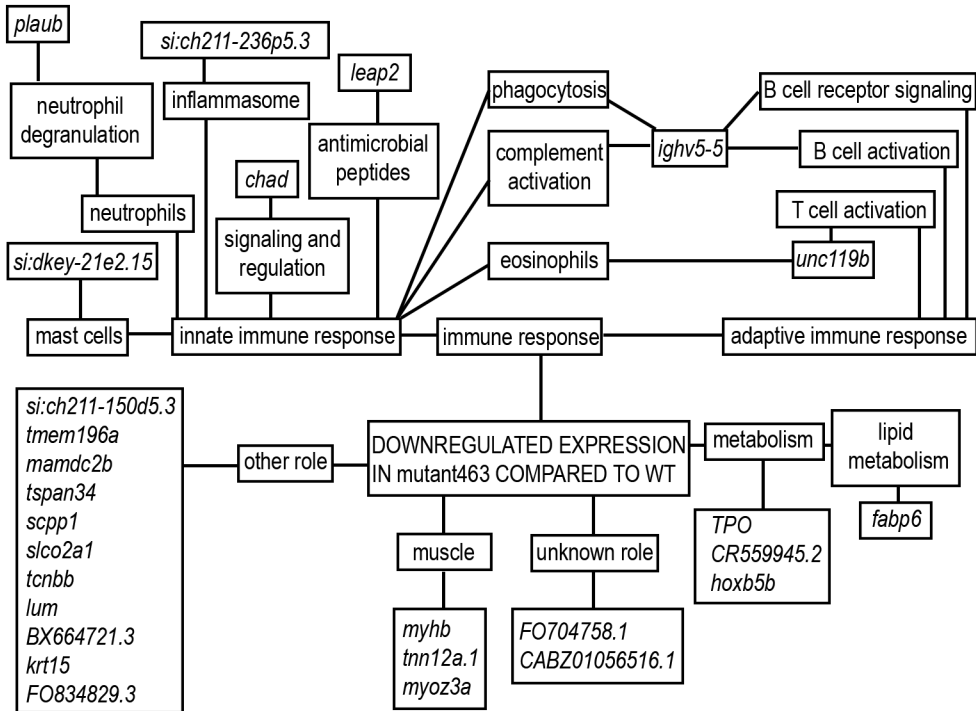 plaub
si:ch211-236p5.3
leap2
neutrophil
degranulation
inflammasome
antimicrobial
peptides
phagocytosis
B cell receptor signaling
complement
activation
ighv5-5
B cell activation
chad
neutrophils
signaling and
regulation
T cell activation
si:dkey-21e2.15
eosinophils
unc119b
mast cells
innate immune response
immune response
adaptive immune response
si:ch211-150d5.3
tmem196a
mamdc2b
tspan34
scpp1
slco2a1
tcnbb
lum
BX664721.3
krt15
FO834829.3
other role
DOWNREGULATED EXPRESSION
IN mutant463 COMPARED TO WT
metabolism
lipid
metabolism
fabp6
TPO
CR559945.2
hoxb5b
muscle
unknown role
myhb
tnn12a.1
myoz3a
FO704758.1
CABZ01056516.1